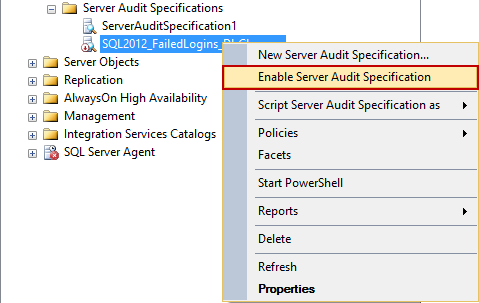 Server Audit Specifications
ServerAuditSpecification1
SQL2012_FailedLogins
Server Objects
Replication
AlwaysOn High Availability
Management
Integration Services Catalogs
SQL Server Agent
New Server Audit Specification...
Enable Server Audit Specification
Script Server Audit Specification as
Policies
Facets
Start PowerShell
Reports
Delete
Refresh
Properties